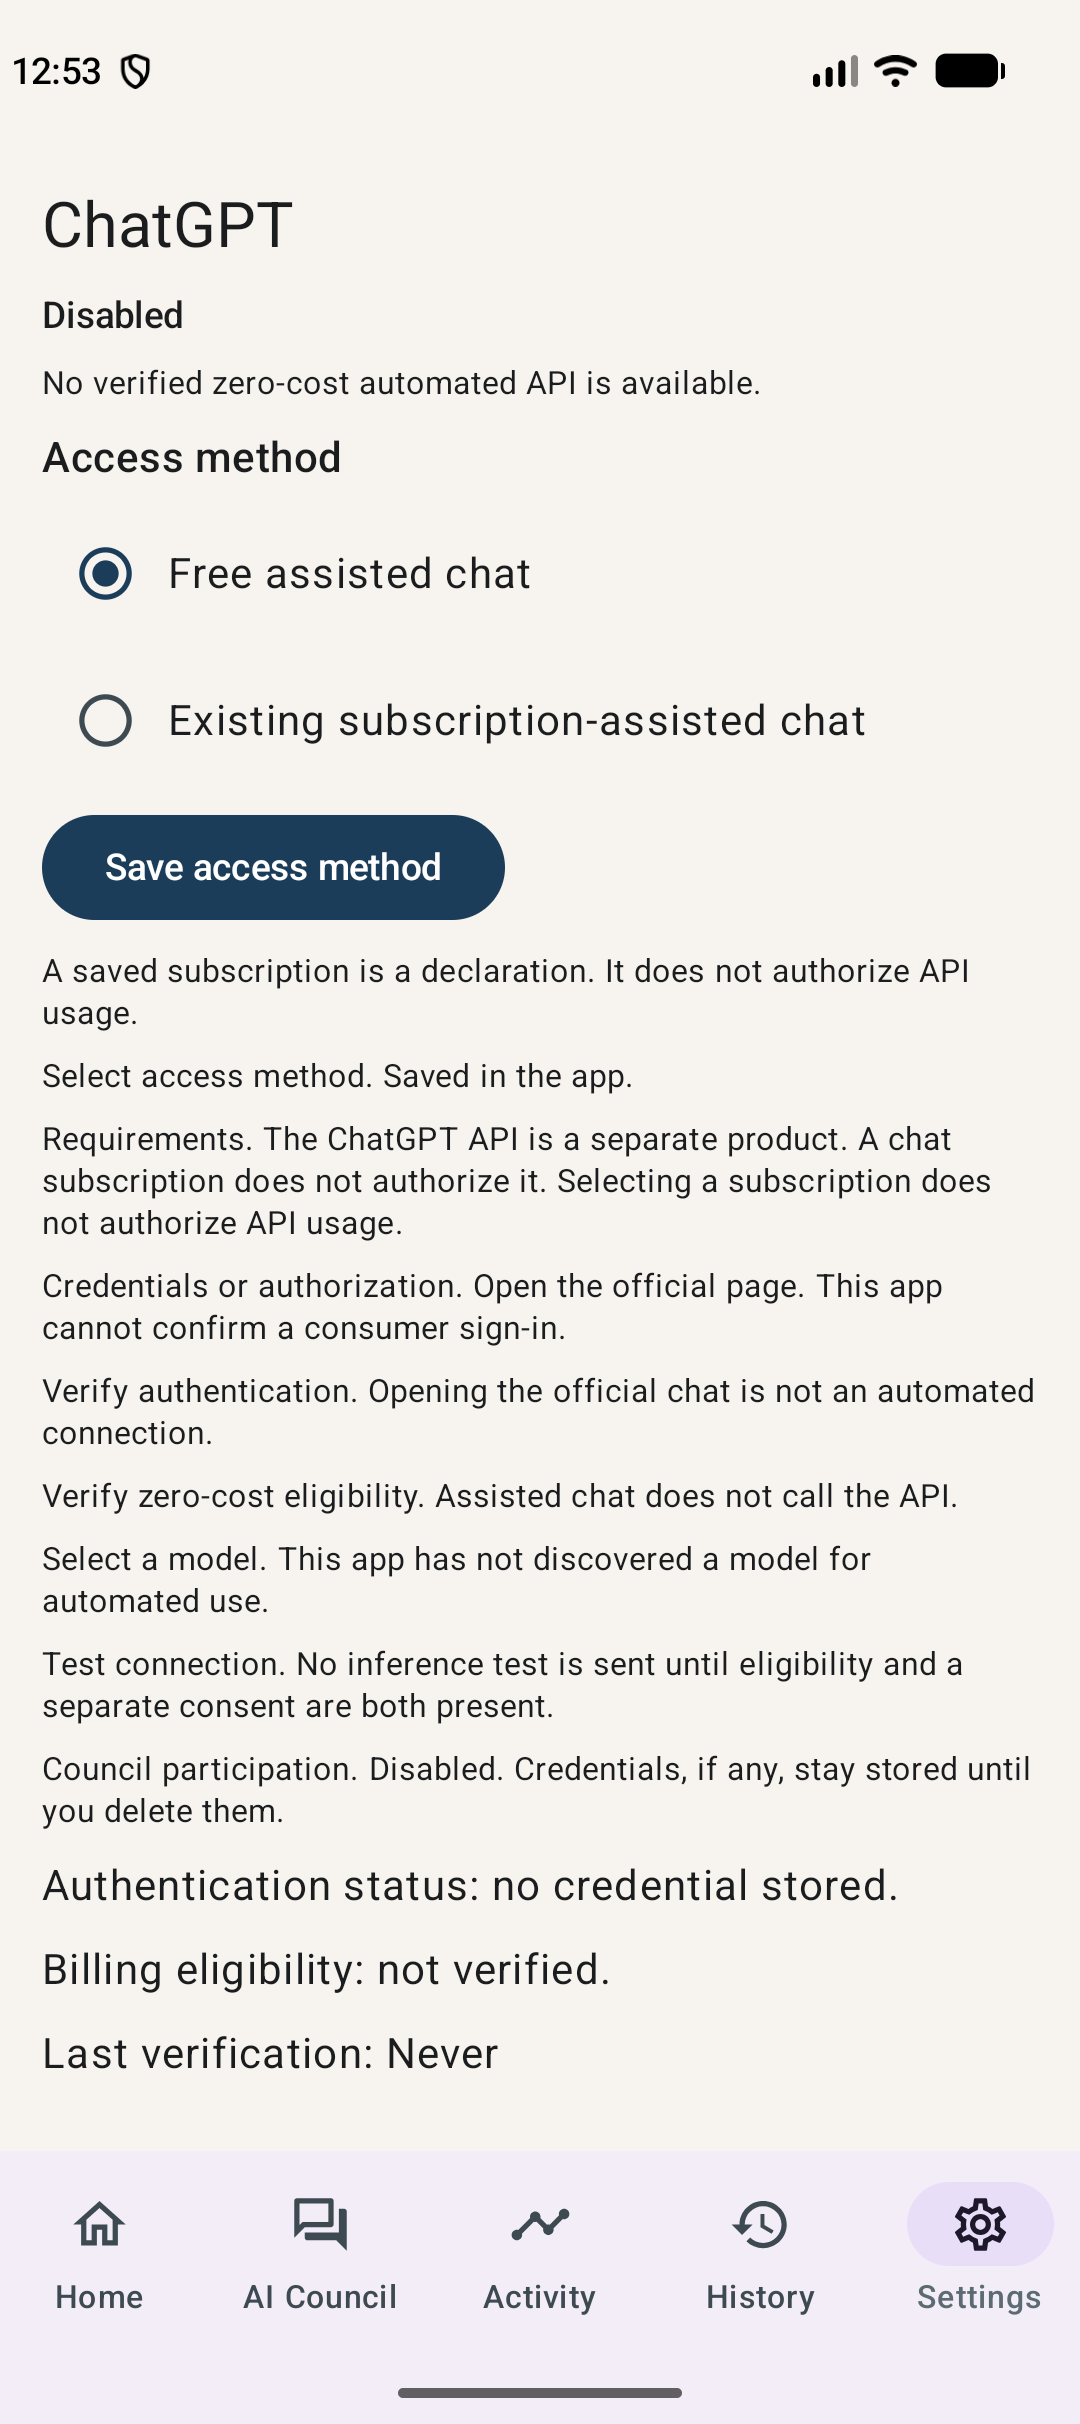 12:53
ChatGPT
Disabled
No verified zero-cost automated API is available.
Access method
Free assisted chat
Existing subscription-assisted chat
Save access method
A saved subscription is a declaration. It does not authorize API
usage.
Select access method. Saved in the app.
Requirements. The ChatGPT API is a separate product. A chat
subscription does not authorize it. Selecting a subscription does
not authorize API usage.
Credentials or authorization. Open the official page. This app
cannot confirm a consumer sign-in.
Verify authentication. Opening the official chat is not an automated
connection.
Verify zero-cost eligibility. Assisted chat does not call the API.
Select a model. This app has not discovered a model for
automated use.
Test connection. No inference test is sent until eligibility and a
separate consent are both present.
Council participation. Disabled. Credentials, if any, stay stored until
you delete them.
Authentication status: no credential stored.
Billing eligibility: not verified.
Last verification: Never
Home
AI Council
Activity
History
Settings